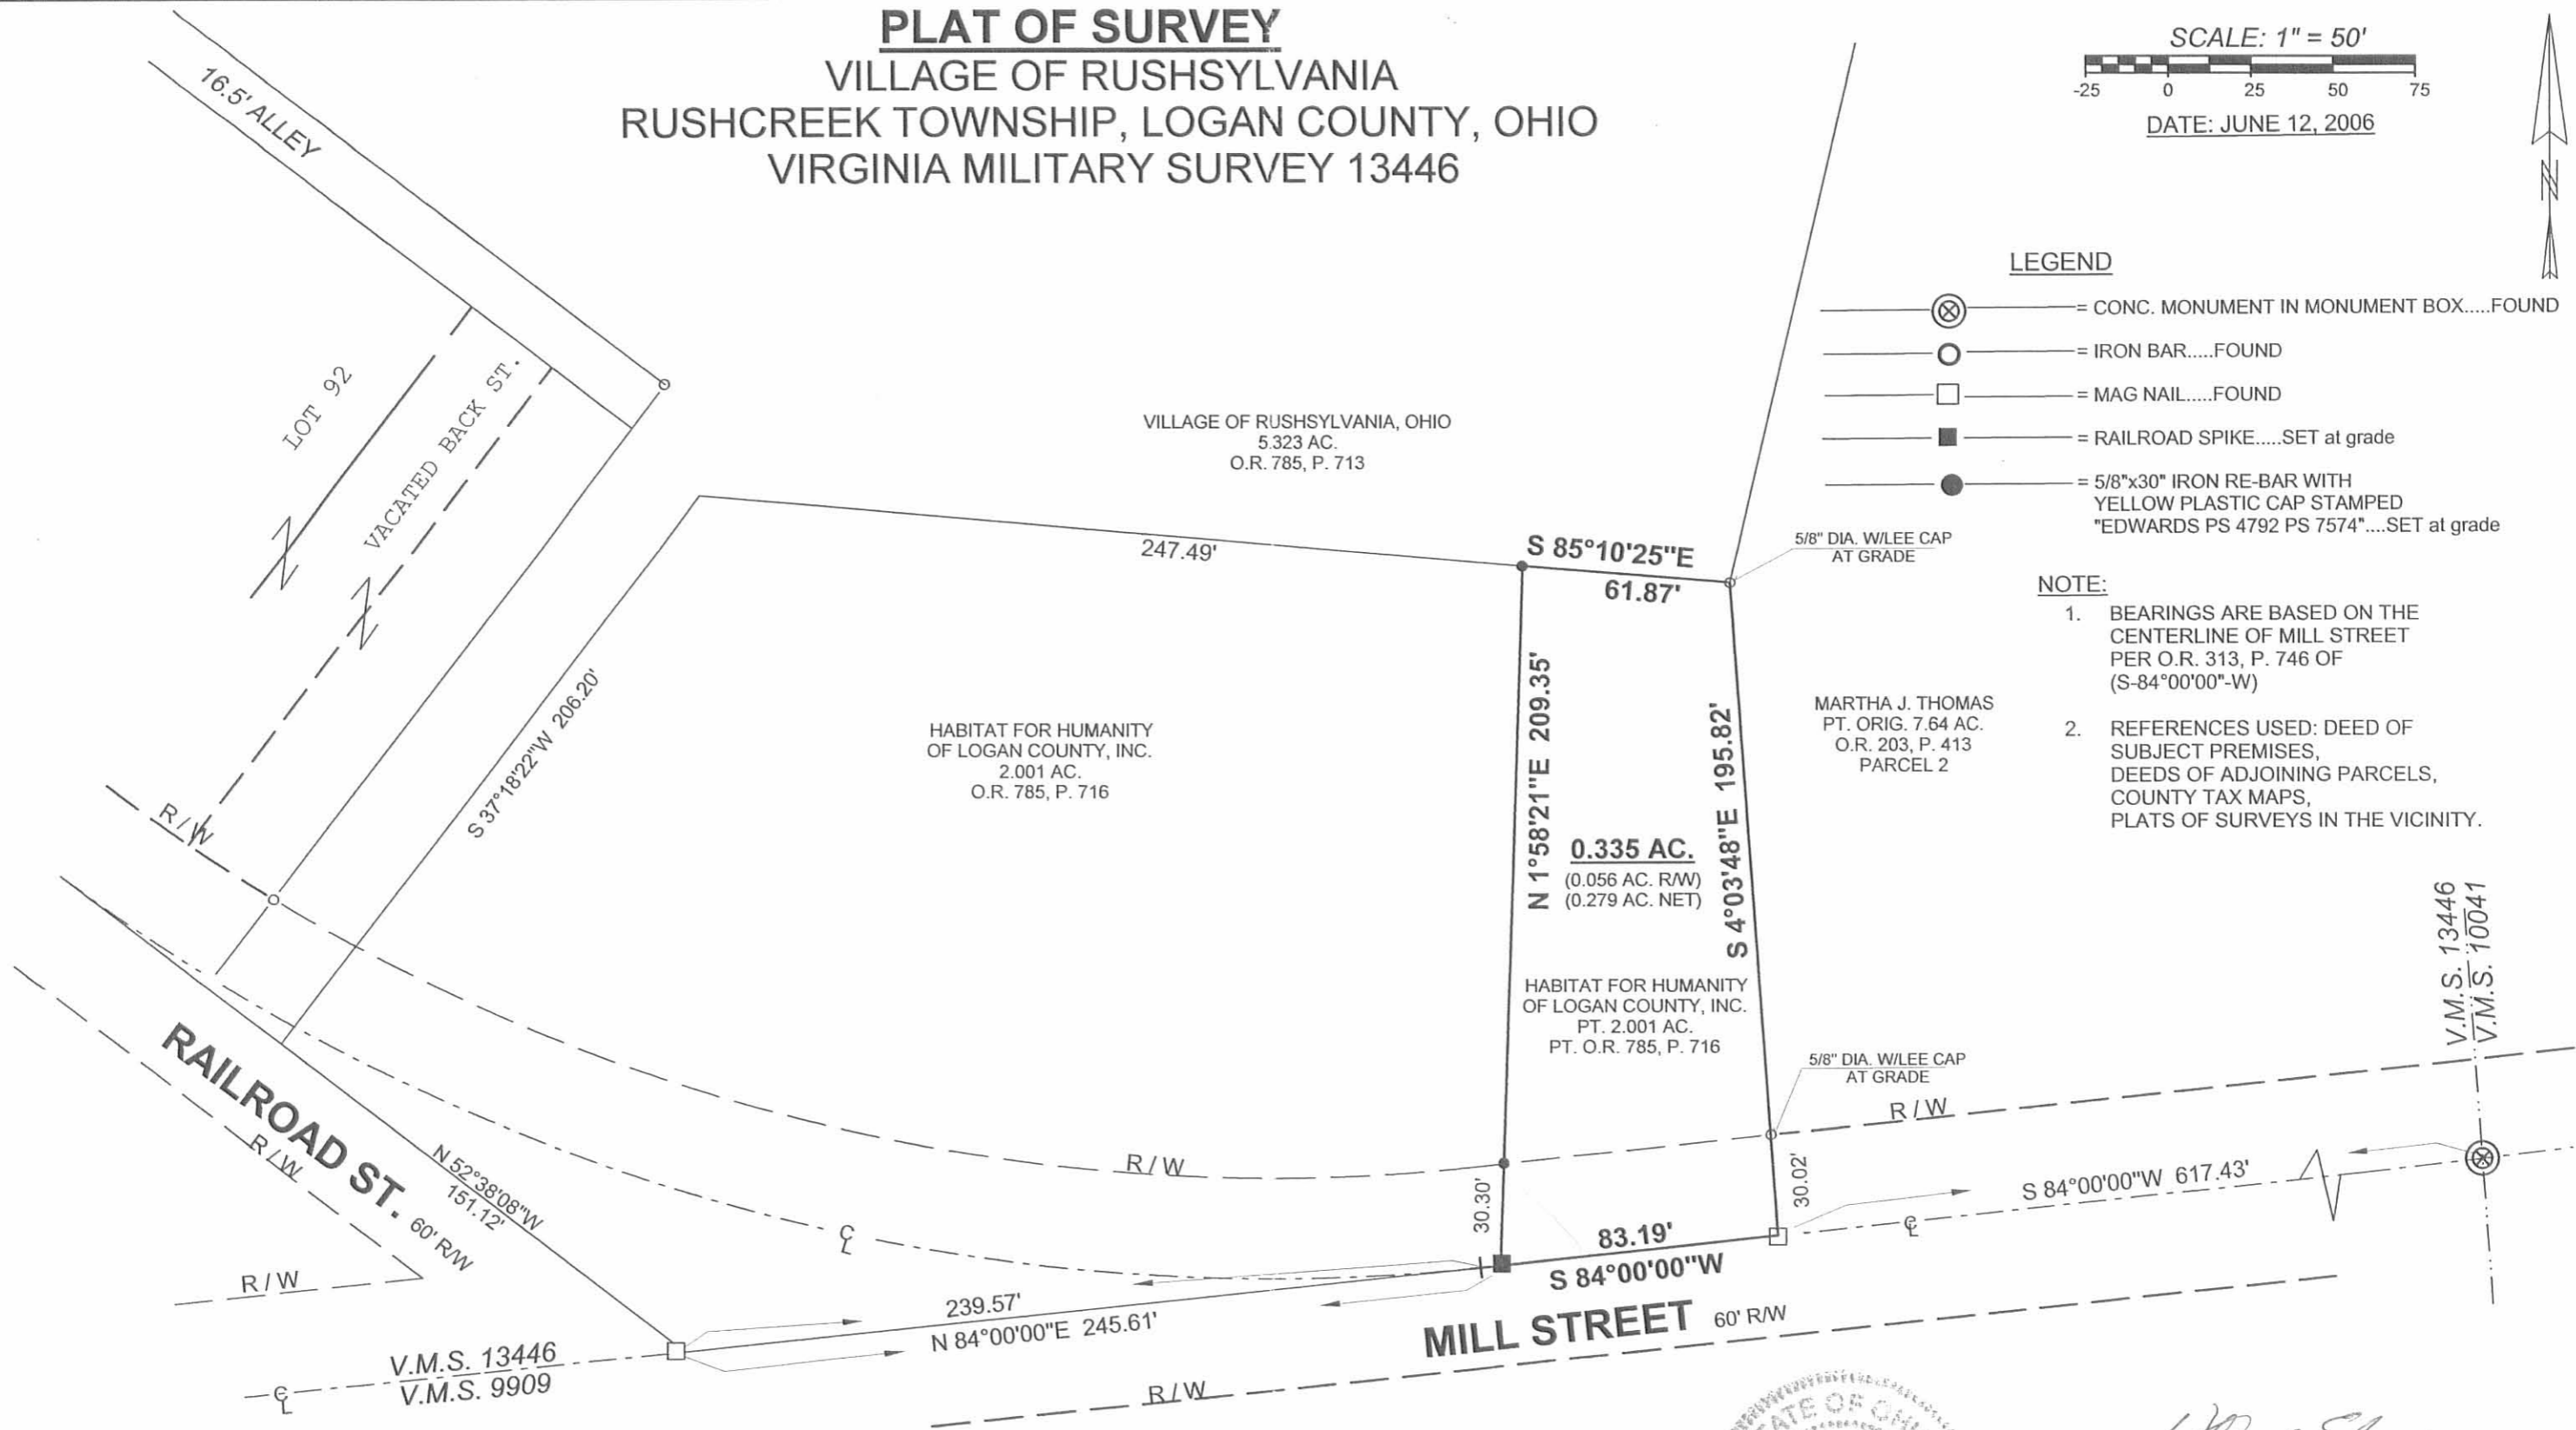 PLAT OF SURVEY
VILLAGE OF RUSHSYLVANIA
RUSHCREEK TOWNSHIP, LOGAN COUNTY, OHIO
VIRGINIA MILITARY SURVEY 13446
SCALE: 1" = 50'
-25 0 25 50 75
DATE: JUNE 12, 2006
N
LEGEND
= CONC. MONUMENT IN MONUMENT BOX.....FOUND
= IRON BAR.....FOUND
= MAG NAIL.....FOUND
= RAILROAD SPIKE.....SET at grade
= 5/8"x30" IRON RE-BAR WITH
YELLOW PLASTIC CAP STAMPED
"EDWARDS PS 4792 PS 7574"....SET at grade
NOTE:
1. BEARINGS ARE BASED ON THE
CENTERLINE OF MILL STREET
PER O.R. 313, P. 746 OF
(S-84°00'00"-W)
2. REFERENCES USED: DEED OF
SUBJECT PREMISES,
DEEDS OF ADJOINING PARCELS,
COUNTY TAX MAPS,
PLATS OF SURVEYS IN THE VICINITY.
16.5' ALLEY
LOT 92
VACATED BACK ST.
VILLAGE OF RUSHSYLVANIA, OHIO
5.323 AC.
O.R. 785, P. 713
247.49'
S 85°10'25"E
61.87'
5/8" DIA. W/LEE CAP
AT GRADE
S 37°18'22"W 206.20'
HABITAT FOR HUMANITY
OF LOGAN COUNTY, INC.
2.001 AC.
O.R. 785, P. 716
N 1°58'21"E 209.35'
0.335 AC.
(0.056 AC. R/W)
(0.279 AC. NET)
S 4°03'48"E 195.82'
MARTHA J. THOMAS
PT. ORIG. 7.64 AC.
O.R. 203, P. 413
PARCEL 2
HABITAT FOR HUMANITY
OF LOGAN COUNTY, INC.
PT. 2.001 AC.
PT. O.R. 785, P. 716
5/8" DIA. W/LEE CAP
AT GRADE
V.M.S. 13446
V.M.S. 10041
R/W
R/W
R/W
RAILROAD ST. 60' R/W
R/W
N 52°38'08"W
151.12'
CL
30.30'
30.02'
83.19'
S 84°00'00"W
CL
S 84°00'00"W 617.43'
R/W
239.57'
N 84°00'00"E 245.61'
MILL STREET 60' R/W
V.M.S. 13446
V.M.S. 9909
CL
R/W
STATE OF